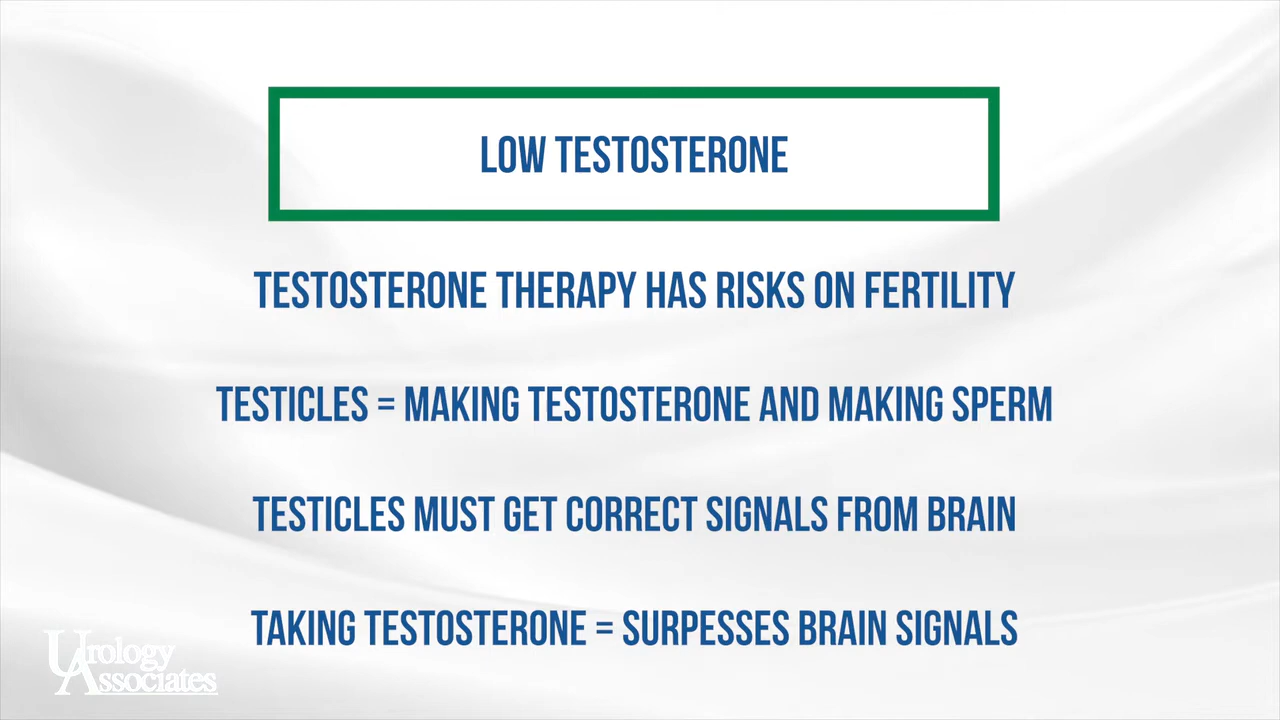 LOW TESTOSTERONE
TESTOSTERONE THERAPY HAS RISKS ON FERTILITY
TESTICLES = MAKING TESTOSTERONE AND MAKING SPERM
TESTICLES MUST GET CORRECT SIGNALS FROM BRAIN
TAKING TESTOSTERONE = SURPESSES BRAIN SIGNALS
Urology
Associates